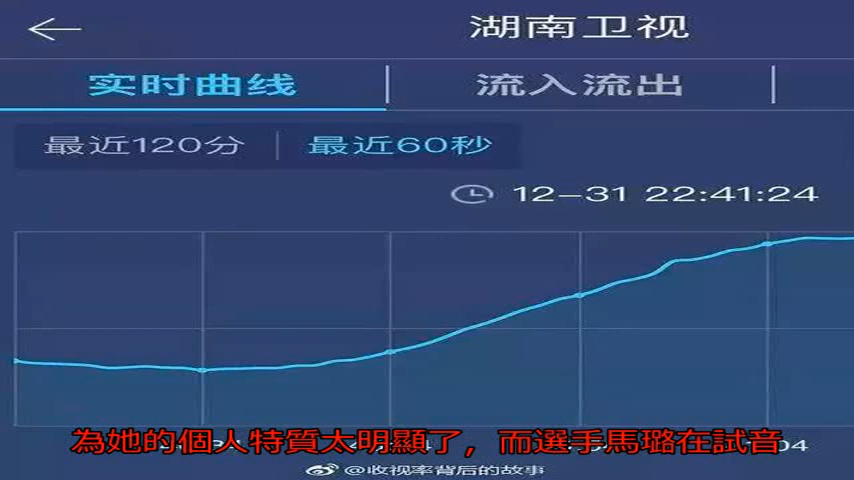 湖南卫视
实时曲线 流入流出
最近120分 最近60秒
12-31 22:41:24
為她的個人特質太明顯了，而選手馬璐在試音
@收视率背后的故事